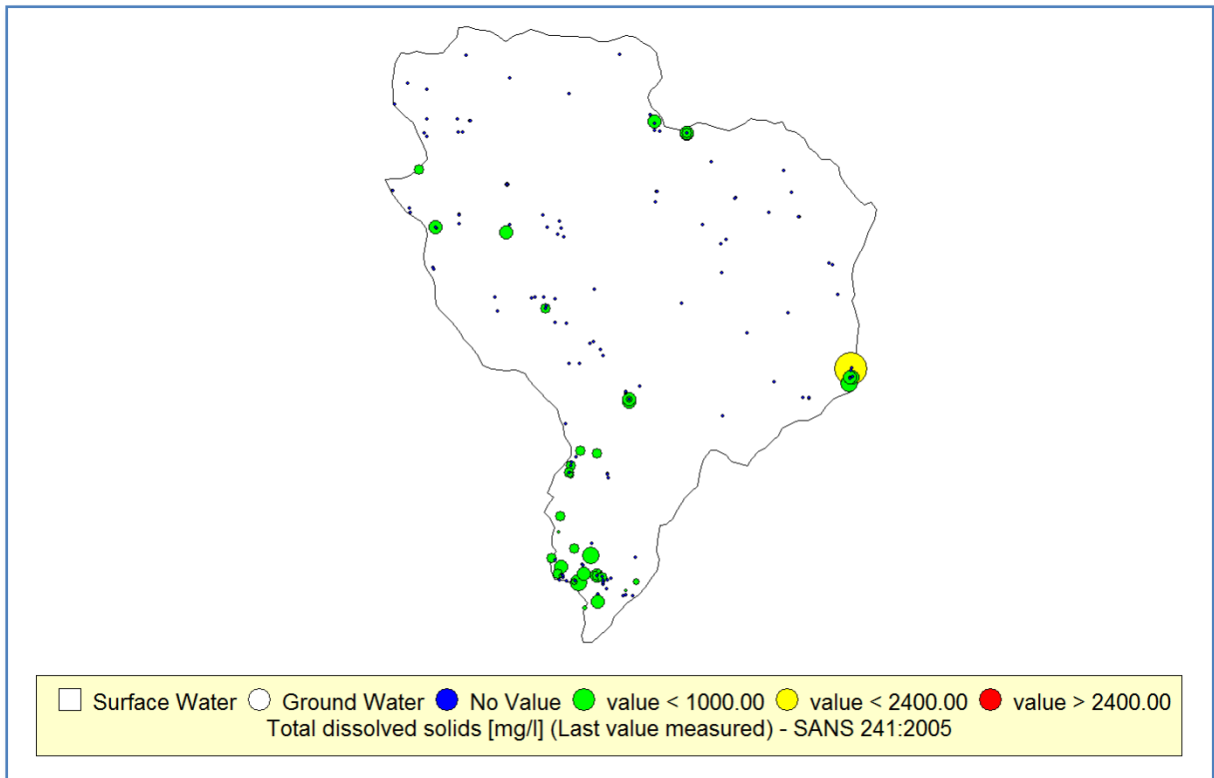 Surface Water Ground Water No Value value < 1000.00 value < 2400.00 value > 2400.00
Total dissolved solids [mg/l] (Last value measured) - SANS 241:2005